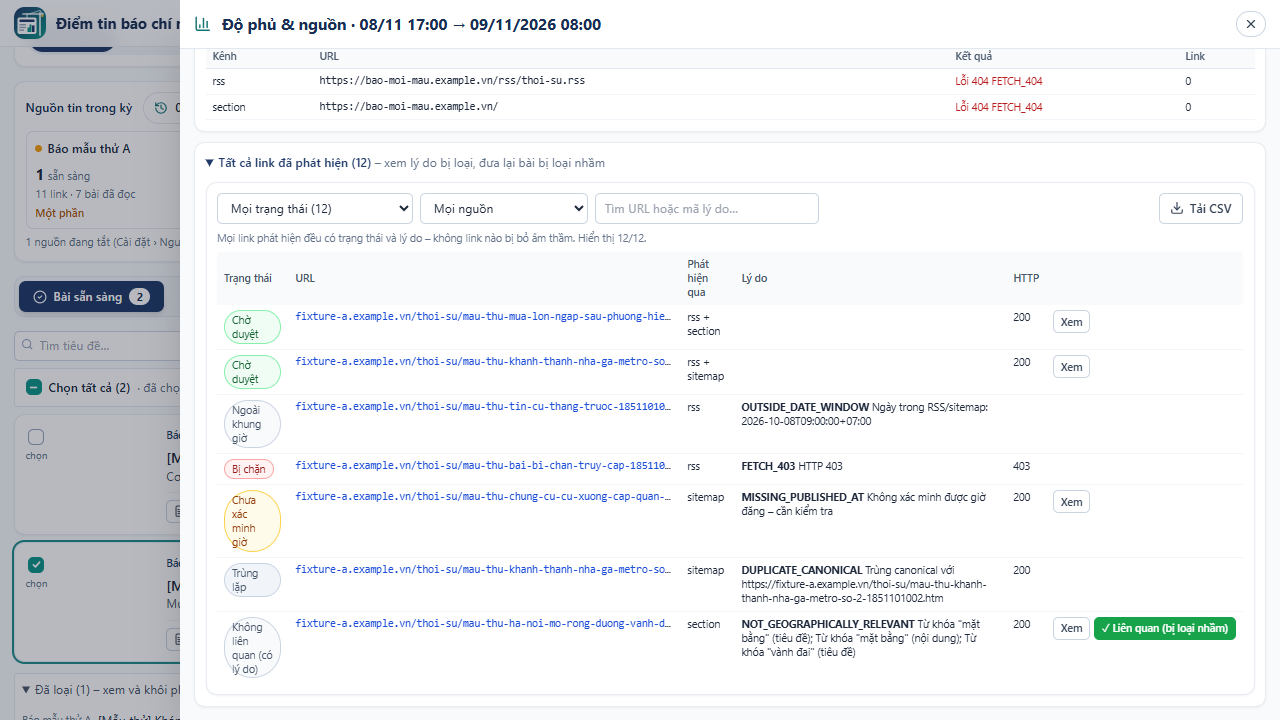 Điểm tin báo chí
Độ phủ & nguồn · 08/11 17:00 → 09/11/2026 08:00
Kênh URL Kết quả Link
rss https://bao-moi-mau.example.vn/rss/thoi-su.rss Lỗi 404 FETCH_404 0
section https://bao-moi-mau.example.vn/ Lỗi 404 FETCH_404 0
Nguồn tin trong kỳ
Báo mẫu thử A
1 sẵn sàng
11 link · 7 bài đã đọc
Một phần
1 nguồn đang tắt (Cài đặt ›
Bài sẵn sàng 2
Tìm tiêu đề...
Chọn tất cả (2) · đã
chọn
chọn
Đã loại (1) – xem và khôi
Báo mẫu thử A [Mẫu thử]
▼ Tất cả link đã phát hiện (12) – xem lý do bị loại, đưa lại bài bị loại nhầm
Mọi trạng thái (12) Mọi nguồn Tìm URL hoặc mã lý do... Tải CSV
Mọi link phát hiện đều có trạng thái và lý do – không link nào bị bỏ âm thầm. Hiển thị 12/12.
Trạng thái URL Phát hiện qua Lý do HTTP
Chờ duyệt fixture-a.example.vn/thoi-su/mau-thu-mua-lon-ngap-sau-phuong-hie… rss + section 200 Xem
Chờ duyệt fixture-a.example.vn/thoi-su/mau-thu-khanh-thanh-nha-ga-metro-so… rss + sitemap 200 Xem
Ngoài khung giờ fixture-a.example.vn/thoi-su/mau-thu-tin-cu-thang-truoc-18511010… rss OUTSIDE_DATE_WINDOW Ngày trong RSS/sitemap: 2026-10-08T09:00:00+07:00
Bị chặn fixture-a.example.vn/thoi-su/mau-thu-bai-bi-chan-truy-cap-185110… rss FETCH_403 HTTP 403 403
Chưa xác minh giờ fixture-a.example.vn/thoi-su/mau-thu-chung-cu-cu-xuong-cap-quan-… sitemap MISSING_PUBLISHED_AT Không xác minh được giờ đăng – cần kiểm tra 200 Xem
Trùng lặp fixture-a.example.vn/thoi-su/mau-thu-khanh-thanh-nha-ga-metro-so… sitemap DUPLICATE_CANONICAL Trùng canonical với https://fixture-a.example.vn/thoi-su/mau-thu-khanh-thanh-nha-ga-metro-so-2-1851101002.htm 200
Không liên quan (có lý do) fixture-a.example.vn/thoi-su/mau-thu-ha-noi-mo-rong-duong-vanh-d… section NOT_GEOGRAPHICALLY_RELEVANT Từ khóa "mặt bằng" (tiêu đề); Từ khóa "mặt bằng" (nội dung); Từ khóa "vành đai" (tiêu đề) 200 Xem ✓ Liên quan (bị loại nhầm)